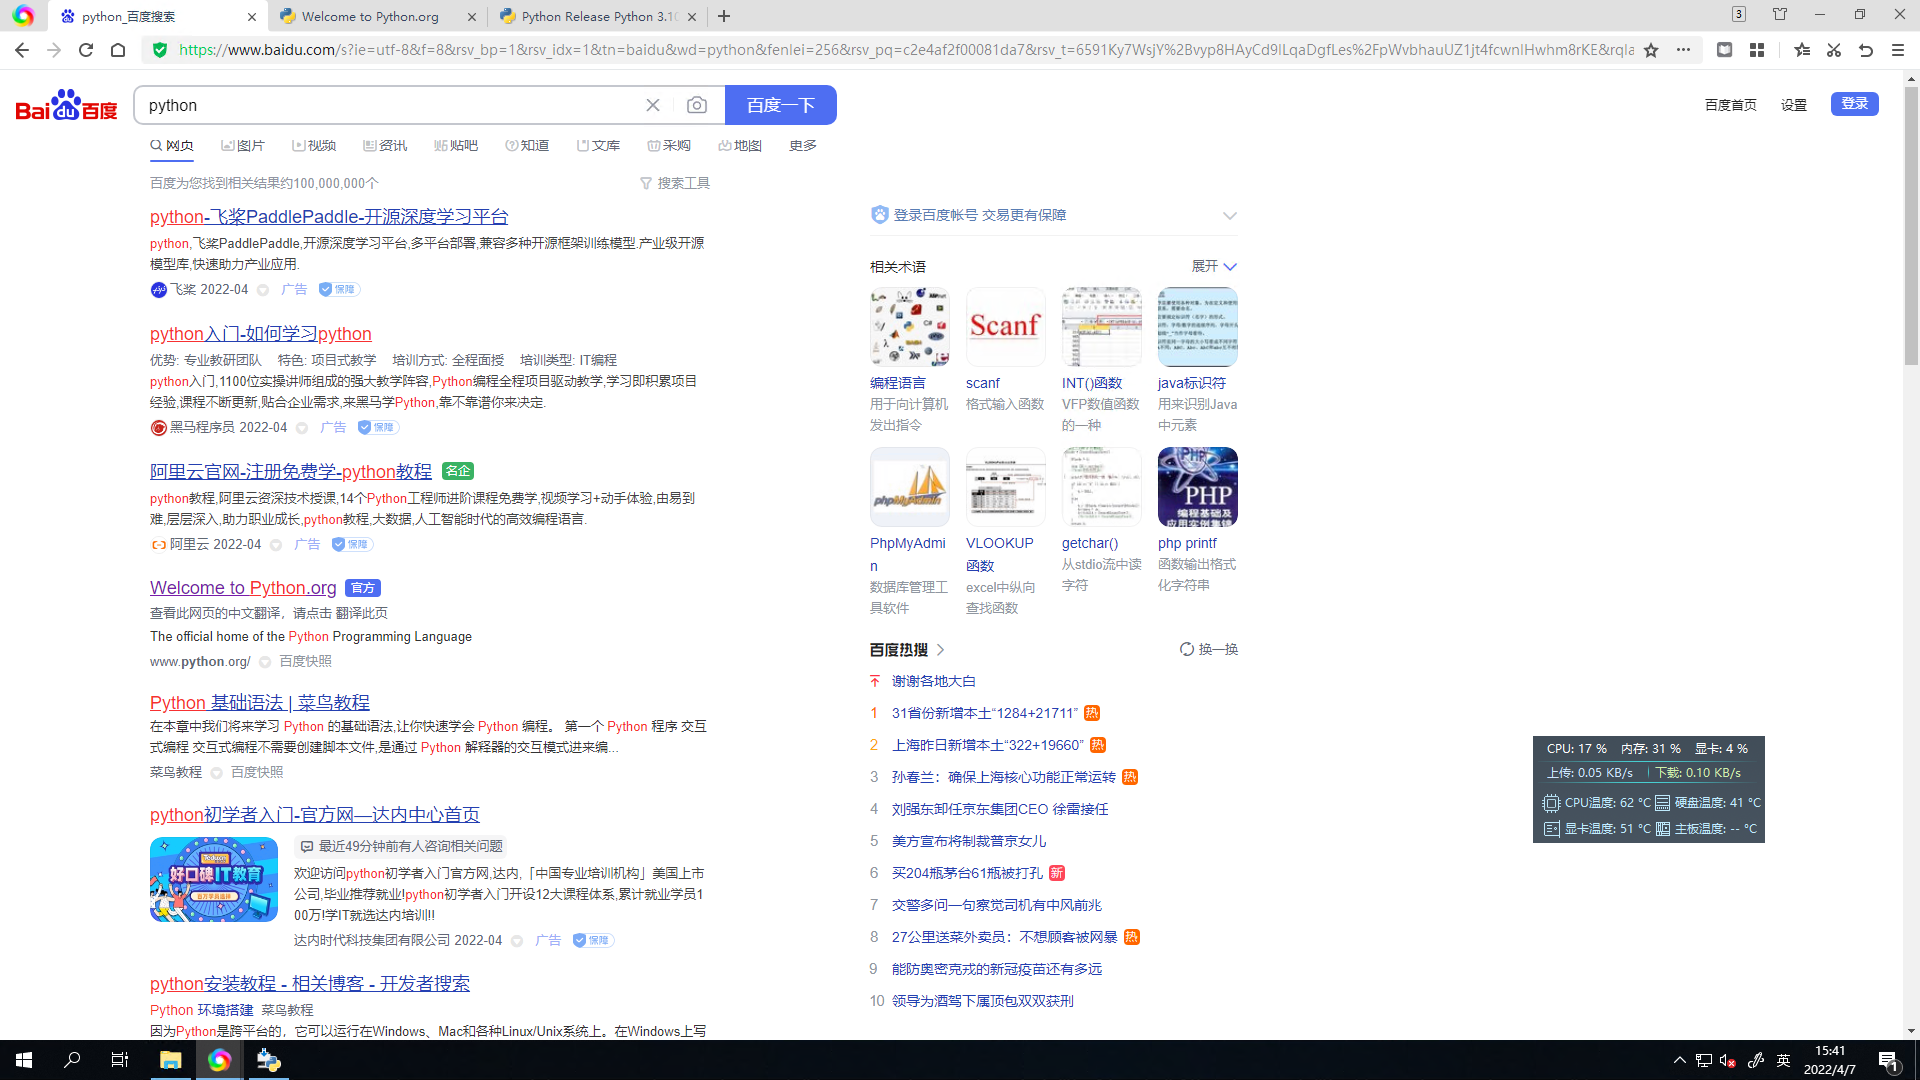 python_百度搜索
Welcome to Python.org
Python Release Python 3.10
3
https://www.baidu.com/s?ie=utf-8&f=8&rsv_bp=1&rsv_idx=1&tn=baidu&wd=python&fenlei=256&rsv_pq=c2e4af2f00081da7&rsv_t=6591Ky7WsjY%2Bvyp8HAyCd9lLqaDgfLes%2FpWvbhauUZ1jt4fcwnlHwhm8rKE&rqla
Bai du 百度
python
百度一下
百度首页 设置 登录
网页 图片 视频 资讯 贴吧 知道 文库 采购 地图 更多
百度为您找到相关结果约100,000,000个
搜索工具
python-飞桨PaddlePaddle-开源深度学习平台
python,飞桨PaddlePaddle,开源深度学习平台,多平台部署,兼容多种开源框架训练模型.产业级开源
模型库,快速助力产业应用.
飞桨 2022-04 广告 保障
python入门-如何学习python
优势: 专业教研团队 特色: 项目式教学 培训方式: 全程面授 培训类型: IT编程
python入门,1100位实操讲师组成的强大教学阵容,Python编程全程项目驱动教学,学习即积累项目
经验,课程不断更新,贴合企业需求,来黑马学Python,靠不靠谱你来决定.
黑马程序员 2022-04 广告 保障
阿里云官网-注册免费学-python教程 名企
python教程,阿里云资深技术授课,14个Python工程师进阶课程免费学,视频学习+动手体验,由易到
难,层层深入,助力职业成长,python教程,大数据,人工智能时代的高效编程语言.
阿里云 2022-04 广告 保障
Welcome to Python.org 官方
查看此网页的中文翻译，请点击 翻译此页
The official home of the Python Programming Language
www.python.org/ 百度快照
Python 基础语法 | 菜鸟教程
在本章中我们将来学习 Python 的基础语法,让你快速学会 Python 编程。 第一个 Python 程序 交互
式编程 交互式编程不需要创建脚本文件,是通过 Python 解释器的交互模式进来编...
菜鸟教程 百度快照
python初学者入门-官方网—达内中心首页
好口碑IT教育
最近49分钟前有人咨询相关问题
欢迎访问python初学者入门官方网,达内,「中国专业培训机构」美国上市
公司,毕业推荐就业!python初学者入门开设12大课程体系,累计就业学员1
00万!学IT就选达内培训!!
达内时代科技集团有限公司 2022-04 广告 保障
python安装教程 - 相关博客 - 开发者搜索
Python 环境搭建 菜鸟教程
因为Python是跨平台的，它可以运行在Windows、Mac和各种Linux/Unix系统上。在Windows上写
登录百度帐号 交易更有保障
相关术语
展开
Scanf
编程语言
用于向计算机
发出指令
scanf
格式输入函数
INT()函数
VFP数值函数
的一种
java标识符
用来识别Java
中元素
phpMyAdmin
PHP
编程基础及
应用实例集锦
PhpMyAdmi
n
数据库管理工
具软件
VLOOKUP
函数
excel中纵向
查找函数
getchar()
从stdio流中读
字符
php printf
函数输出格式
化字符串
百度热搜
换一换
谢谢各地大白
1 31省份新增本土“1284+21711” 热
2 上海昨日新增本土“322+19660” 热
3 孙春兰：确保上海核心功能正常运转 热
4 刘强东卸任京东集团CEO 徐雷接任
5 美方宣布将制裁普京女儿
6 买204瓶茅台61瓶被打孔 新
7 交警多问一句察觉司机有中风前兆
8 27公里送菜外卖员：不想顾客被网暴 热
9 能防奥密克戎的新冠疫苗还有多远
10 领导为酒驾下属顶包双双获刑
CPU: 17 % 内存: 31 % 显卡: 4 %
上传: 0.05 KB/s 下载: 0.10 KB/s
CPU温度: 62 °C 硬盘温度: 41 °C
显卡温度: 51 °C 主板温度: -- °C
英
15:41
2022/4/7
1